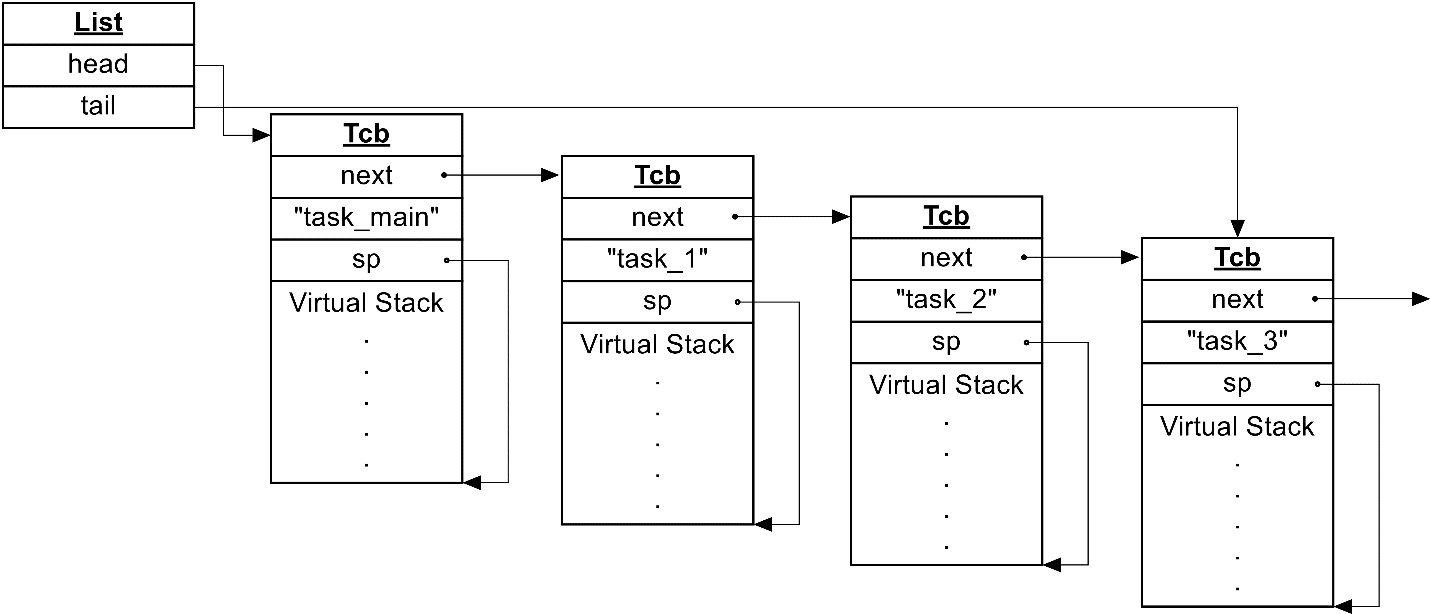 List
head
tail
Tcb
next
"task_main"
sp
Virtual Stack
.
.
.
.
.
Tcb
next
"task_1"
sp
Virtual Stack
.
.
.
.
.
Tcb
next
"task_2"
sp
Virtual Stack
.
.
.
.
.
Tcb
next
"task_3"
sp
Virtual Stack
.
.
.
.
.